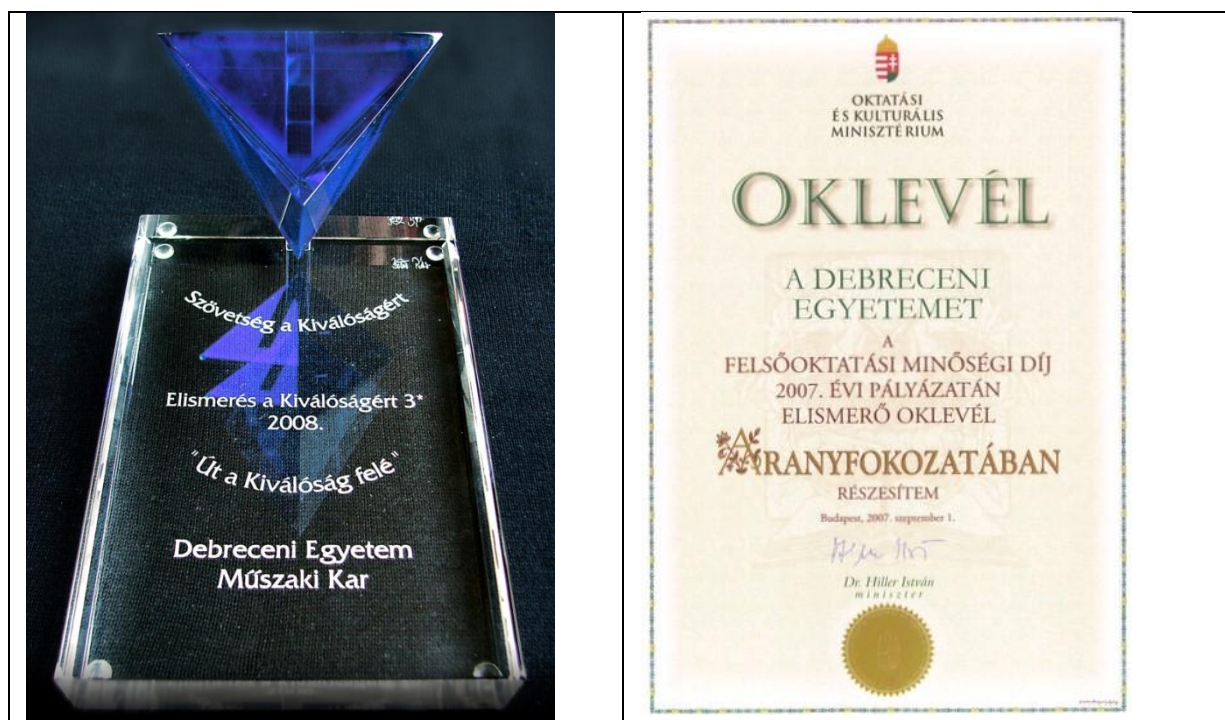 Szövetség a Kiválóságért
Elismerés a Kiválóságért 3*
2008.
"Út a Kiválóság felé"
Debreceni Egyetem
Műszaki Kar
OKTATÁSI
ÉS KULTURÁLIS
MINISZTÉRIUM
OKLEVÉL
A DEBRECENI
EGYETEMET
A
FELSŐOKTATÁSI MINŐSÉGI DÍJ
2007. ÉVI PÁLYÁZATÁN
ELISMERŐ OKLEVÉL
ARANYFOKOZATÁBAN
RÉSZESÍTEM
Budapest, 2007. szeptember 1.
Dr. Hiller István
miniszter